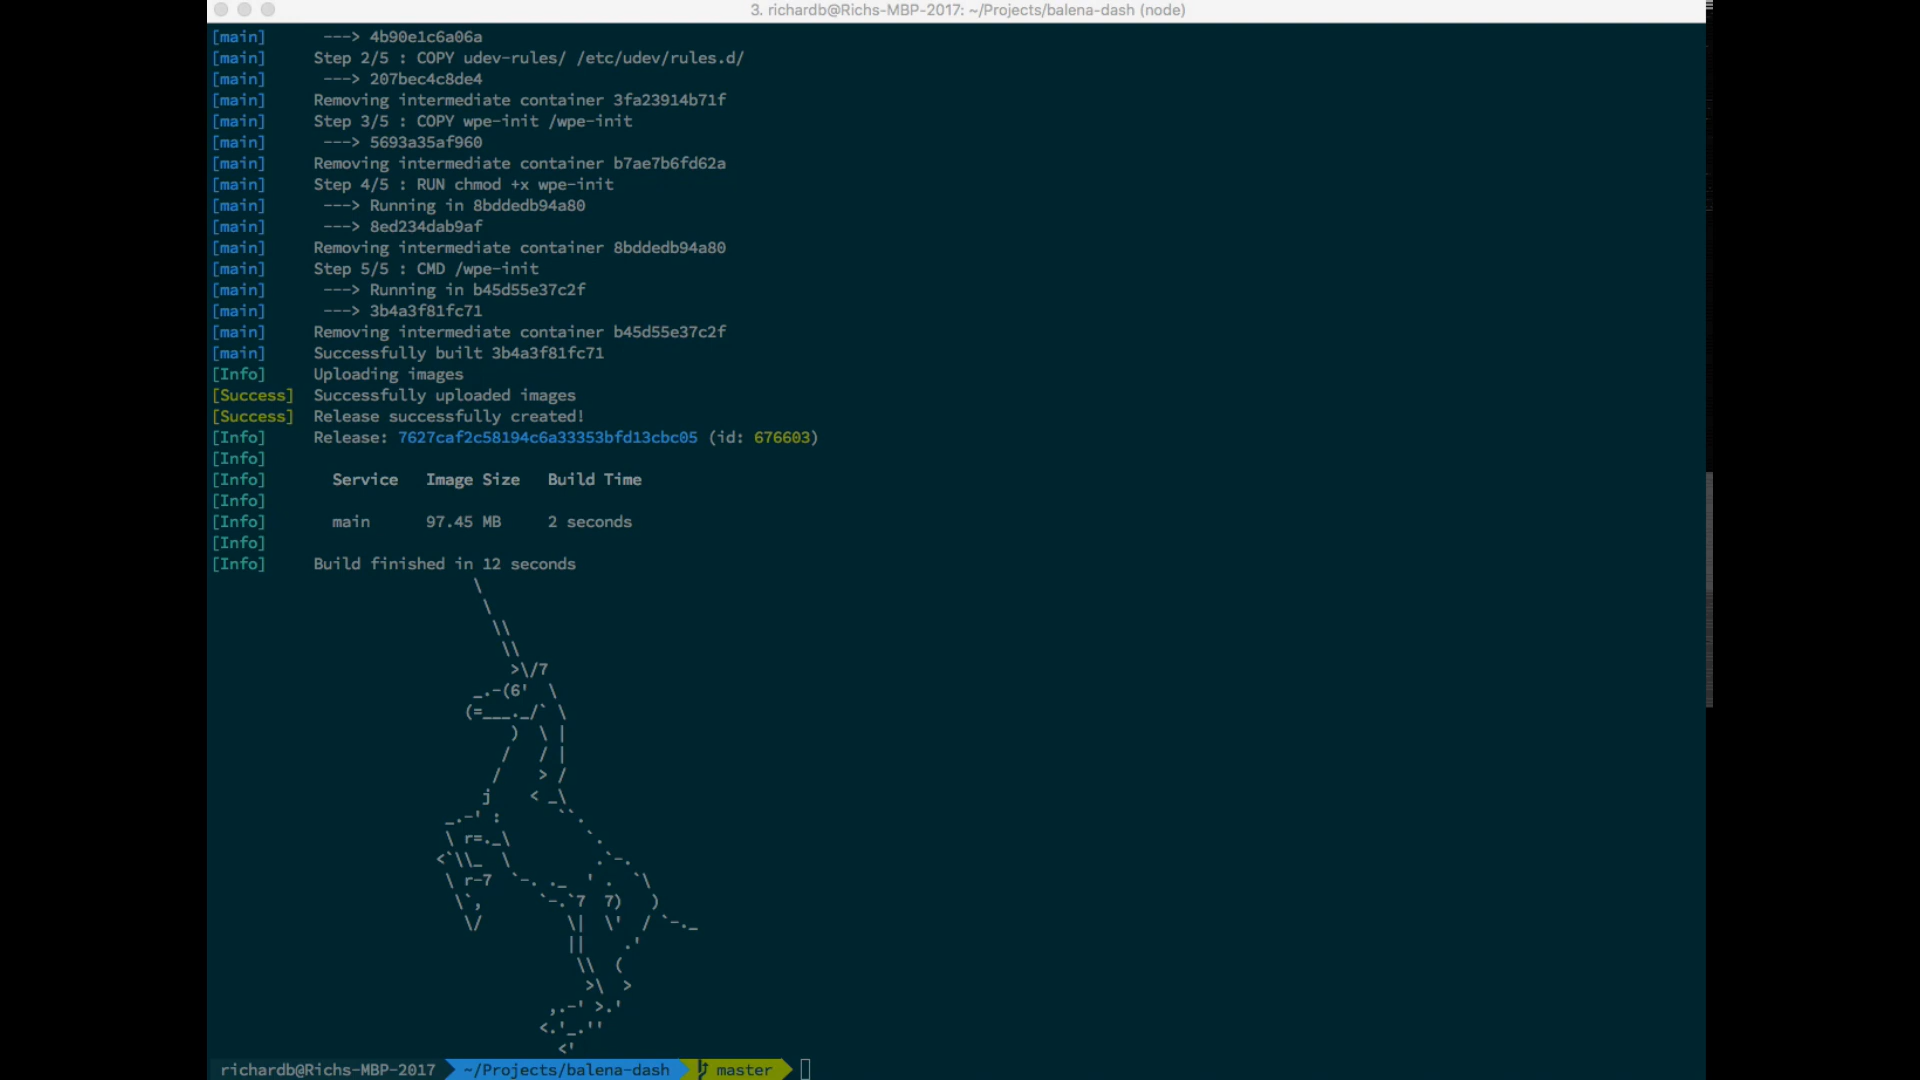 3. richardb@Richs-MBP-2017: ~/Projects/balena-dash (node)
[main]      ---> 4b90e1c6a06a
[main]     Step 2/5 : COPY udev-rules/ /etc/udev/rules.d/
[main]      ---> 207bec4c8de4
[main]     Removing intermediate container 3fa23914b71f
[main]     Step 3/5 : COPY wpe-init /wpe-init
[main]      ---> 5693a35af960
[main]     Removing intermediate container b7ae7b6fd62a
[main]     Step 4/5 : RUN chmod +x wpe-init
[main]      ---> Running in 8bddedb94a80
[main]      ---> 8ed234dab9af
[main]     Removing intermediate container 8bddedb94a80
[main]     Step 5/5 : CMD /wpe-init
[main]      ---> Running in b45d55e37c2f
[main]      ---> 3b4a3f81fc71
[main]     Removing intermediate container b45d55e37c2f
[main]     Successfully built 3b4a3f81fc71
[Info]     Uploading images
[Success]  Successfully uploaded images
[Success]  Release successfully created!
[Info]     Release: 7627caf2c58194c6a33353bfd13cbc05 (id: 676603)
[Info]
[Info]       Service   Image Size   Build Time
[Info]
[Info]       main      97.45 MB     2 seconds
[Info]
[Info]     Build finished in 12 seconds
richardb@Richs-MBP-2017 ~/Projects/balena-dash master